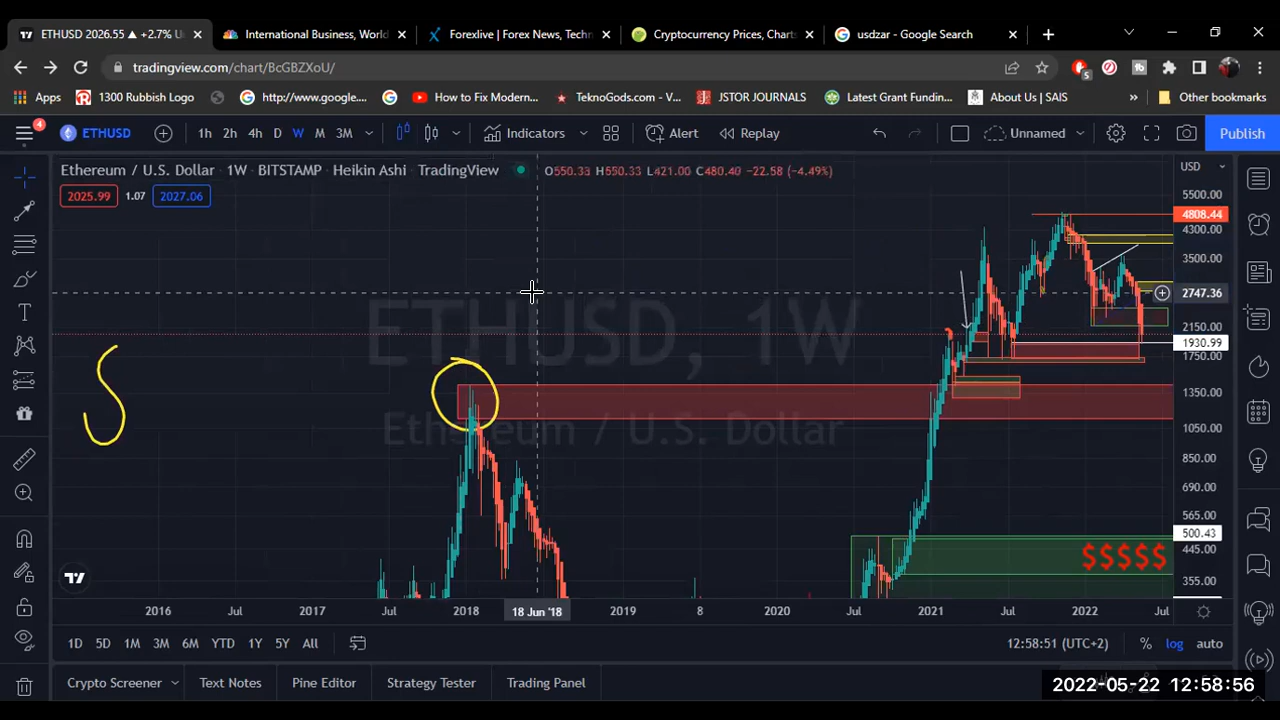 ETHUSD 2026.55 ▲ +2.7% U
International Business, World
Forexlive | Forex News, Techn
Cryptocurrency Prices, Charts
usdzar - Google Search
tradingview.com/chart/BcGBZXoU/
Apps
1300 Rubbish Logo
http://www.google....
How to Fix Modern...
TeknoGods.com - V...
JSTOR JOURNALS
Latest Grant Fundin...
About Us | SAIS
Other bookmarks
4
ETHUSD
1h 2h 4h D W M 3M
Indicators
Alert
Replay
Unnamed
Publish
Ethereum / U.S. Dollar 1W BITSTAMP Heikin Ashi TradingView
O550.33 H550.33 L421.00 C480.40 −22.58 (−4.49%)
2025.99 1.07 2027.06
USD
5500.00
4808.44
4300.00
3500.00
2747.36
2150.00
1930.99
1750.00
1350.00
1050.00
850.00
690.00
565.00
500.43
445.00
355.00
ETHUSD, 1W
Ethereum / U.S. Dollar
S
$$$$$
2016 Jul 2017 Jul 2018 18 Jun '18 2019 8 2020 Jul 2021 Jul 2022 Jul
1D 5D 1M 3M 6M YTD 1Y 5Y All
12:58:51 (UTC+2) % log auto
Crypto Screener Text Notes Pine Editor Strategy Tester Trading Panel
2022-05-22 12:58:56